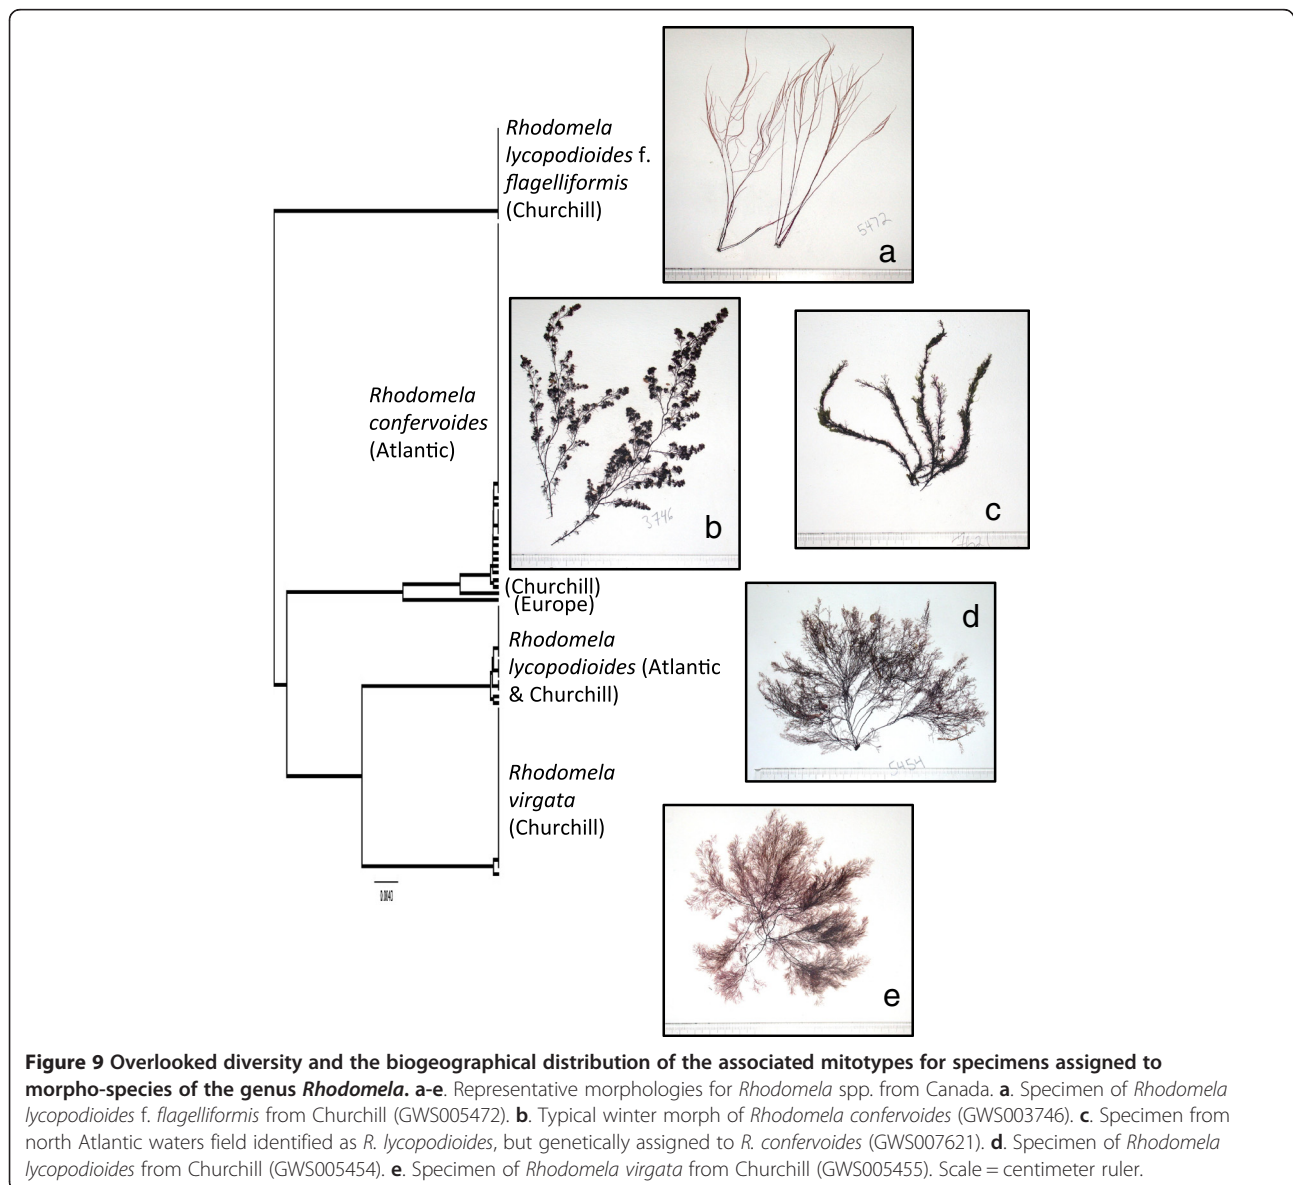 Rhodomela
lycopodioides f.
flagelliformis
(Churchill)
5472
a
Rhodomela
confervoides
(Atlantic)
3746
b
c
(Churchill)
(Europe)
Rhodomela
lycopodioides (Atlantic
& Churchill)
d
5454
Rhodomela
virgata
(Churchill)
0.0040
e
Figure 9 Overlooked diversity and the biogeographical distribution of the associated mitotypes for specimens assigned to
morpho-species of the genus Rhodomela. a-e. Representative morphologies for Rhodomela spp. from Canada. a. Specimen of Rhodomela
lycopodioides f. flagelliformis from Churchill (GWS005472). b. Typical winter morph of Rhodomela confervoides (GWS003746). c. Specimen from
north Atlantic waters field identified as R. lycopodioides, but genetically assigned to R. confervoides (GWS007621). d. Specimen of Rhodomela
lycopodioides from Churchill (GWS005454). e. Specimen of Rhodomela virgata from Churchill (GWS005455). Scale = centimeter ruler.